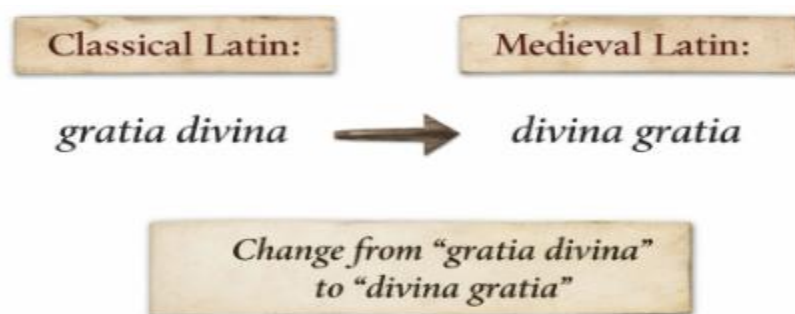 Classical Latin:
Medieval Latin:
gratia divina
divina gratia
Change from “gratia divina”
to “divina gratia”